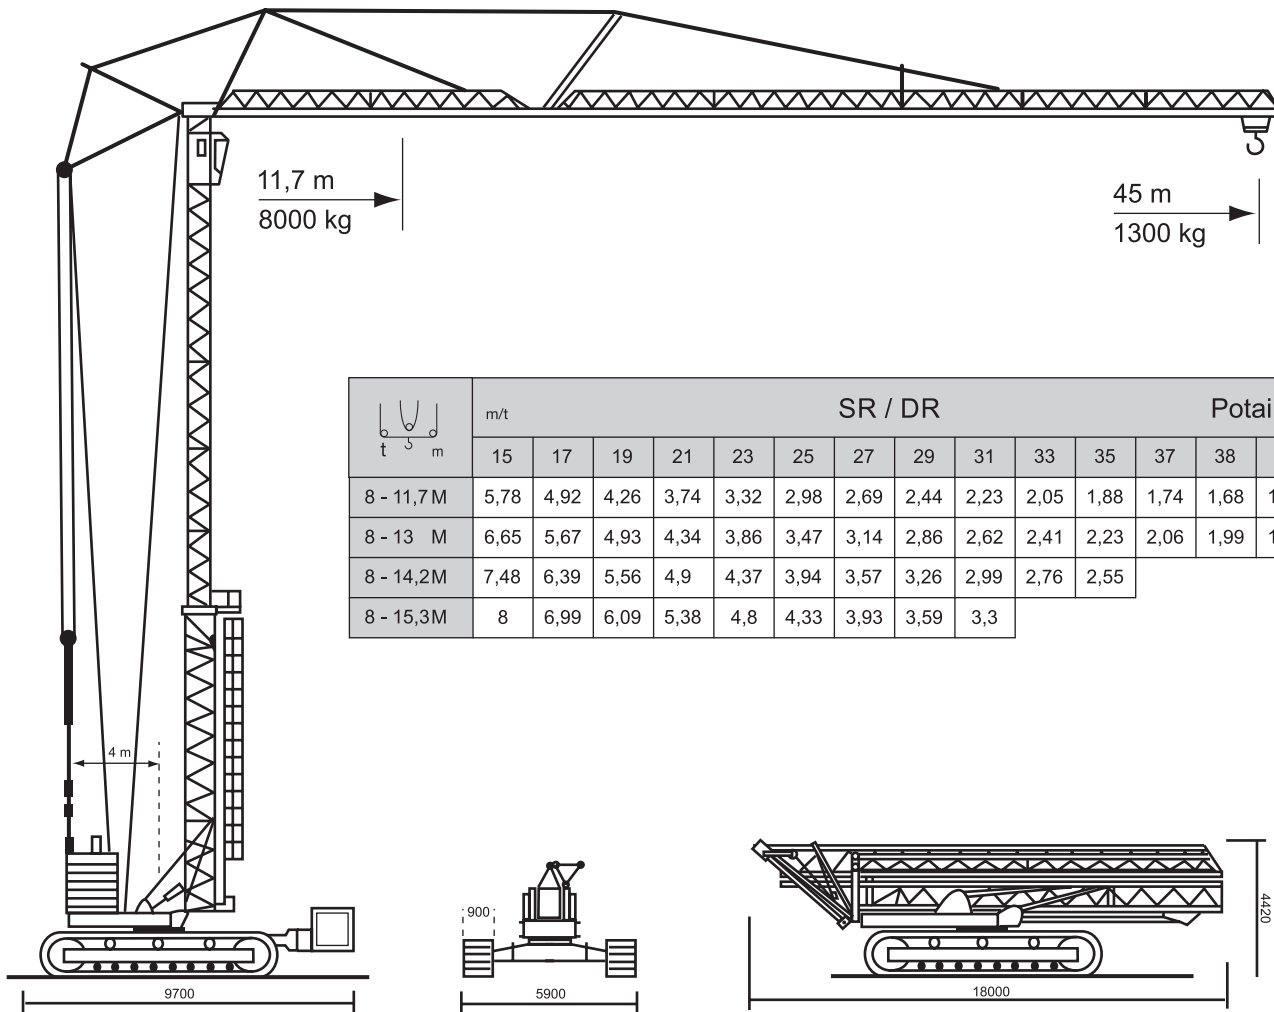 11,7 m
8000 kg
45 m
1300 kg
m/t SR / DR
t m 15 17 19 21 23 25 27 29 31 33 35 37 38
8 - 11,7 M 5,78 4,92 4,26 3,74 3,32 2,98 2,69 2,44 2,23 2,05 1,88 1,74 1,68
8 - 13 M 6,65 5,67 4,93 4,34 3,86 3,47 3,14 2,86 2,62 2,41 2,23 2,06 1,99
8 - 14,2 M 7,48 6,39 5,56 4,9 4,37 3,94 3,57 3,26 2,99 2,76 2,55
8 - 15,3 M 8 6,99 6,09 5,38 4,8 4,33 3,93 3,59 3,3
4 m
900
4420
9700
5900
18000